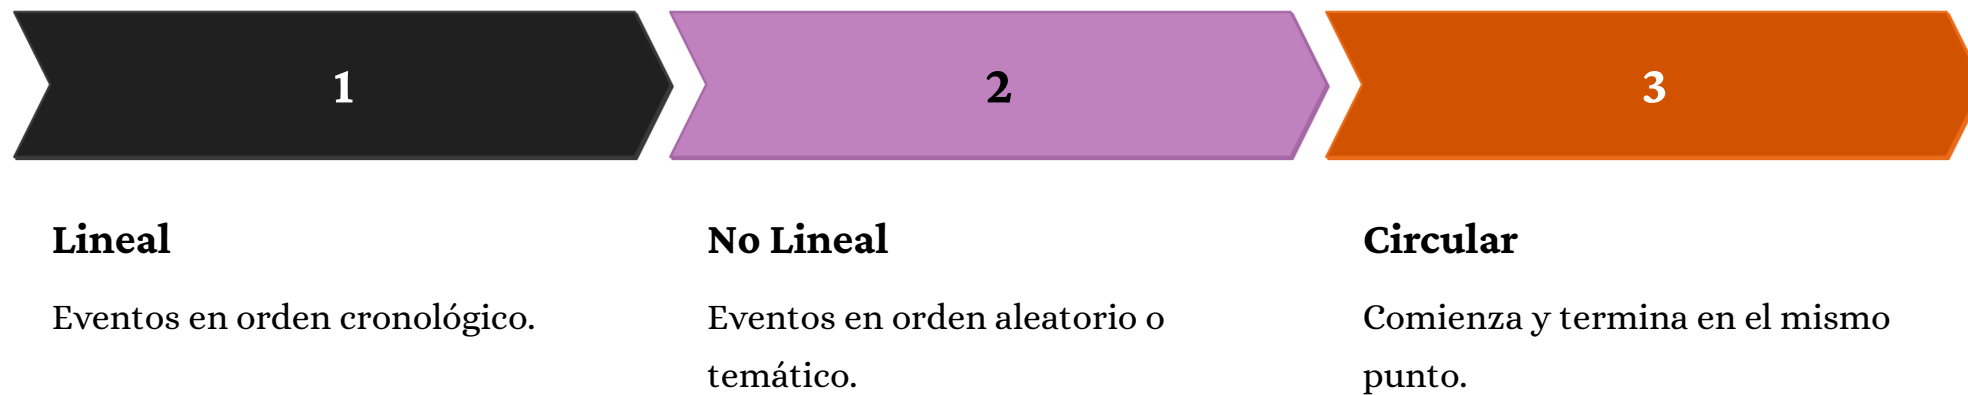 1
2
3
Lineal
Eventos en orden cronológico.
No Lineal
Eventos en orden aleatorio o
temático.
Circular
Comienza y termina en el mismo
punto.